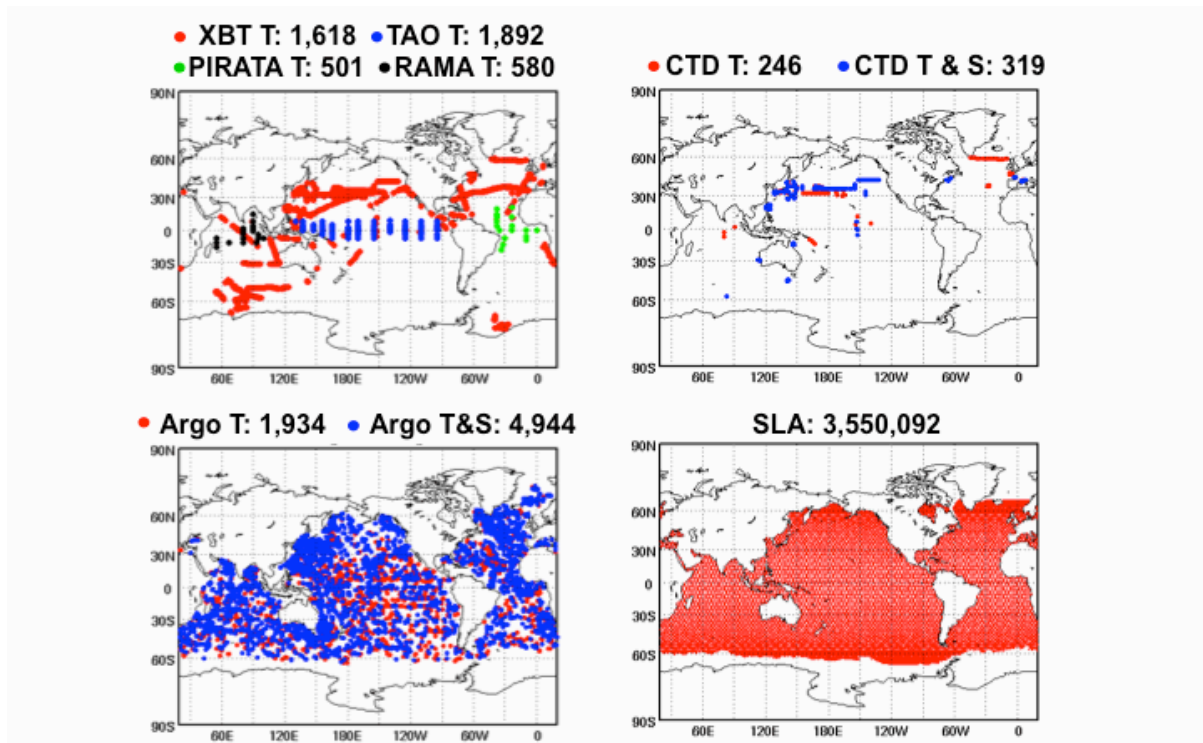 XBT T: 1,618 TAO T: 1,892
PIRATA T: 501 RAMA T: 580
90N
60N
30N
0
30S
60S
90S
60E 120E 180E 120W 60W 0
CTD T: 246 CTD T & S: 319
90N
60N
30N
0
30S
60S
90S
60E 120E 180E 120W 60W 0
Argo T: 1,934 Argo T&S: 4,944
90N
60N
30N
0
30S
60S
90S
60E 120E 180E 120W 60W 0
SLA: 3,550,092
90N
60N
30N
0
30S
60S
90S
60E 120E 180E 120W 60W 0